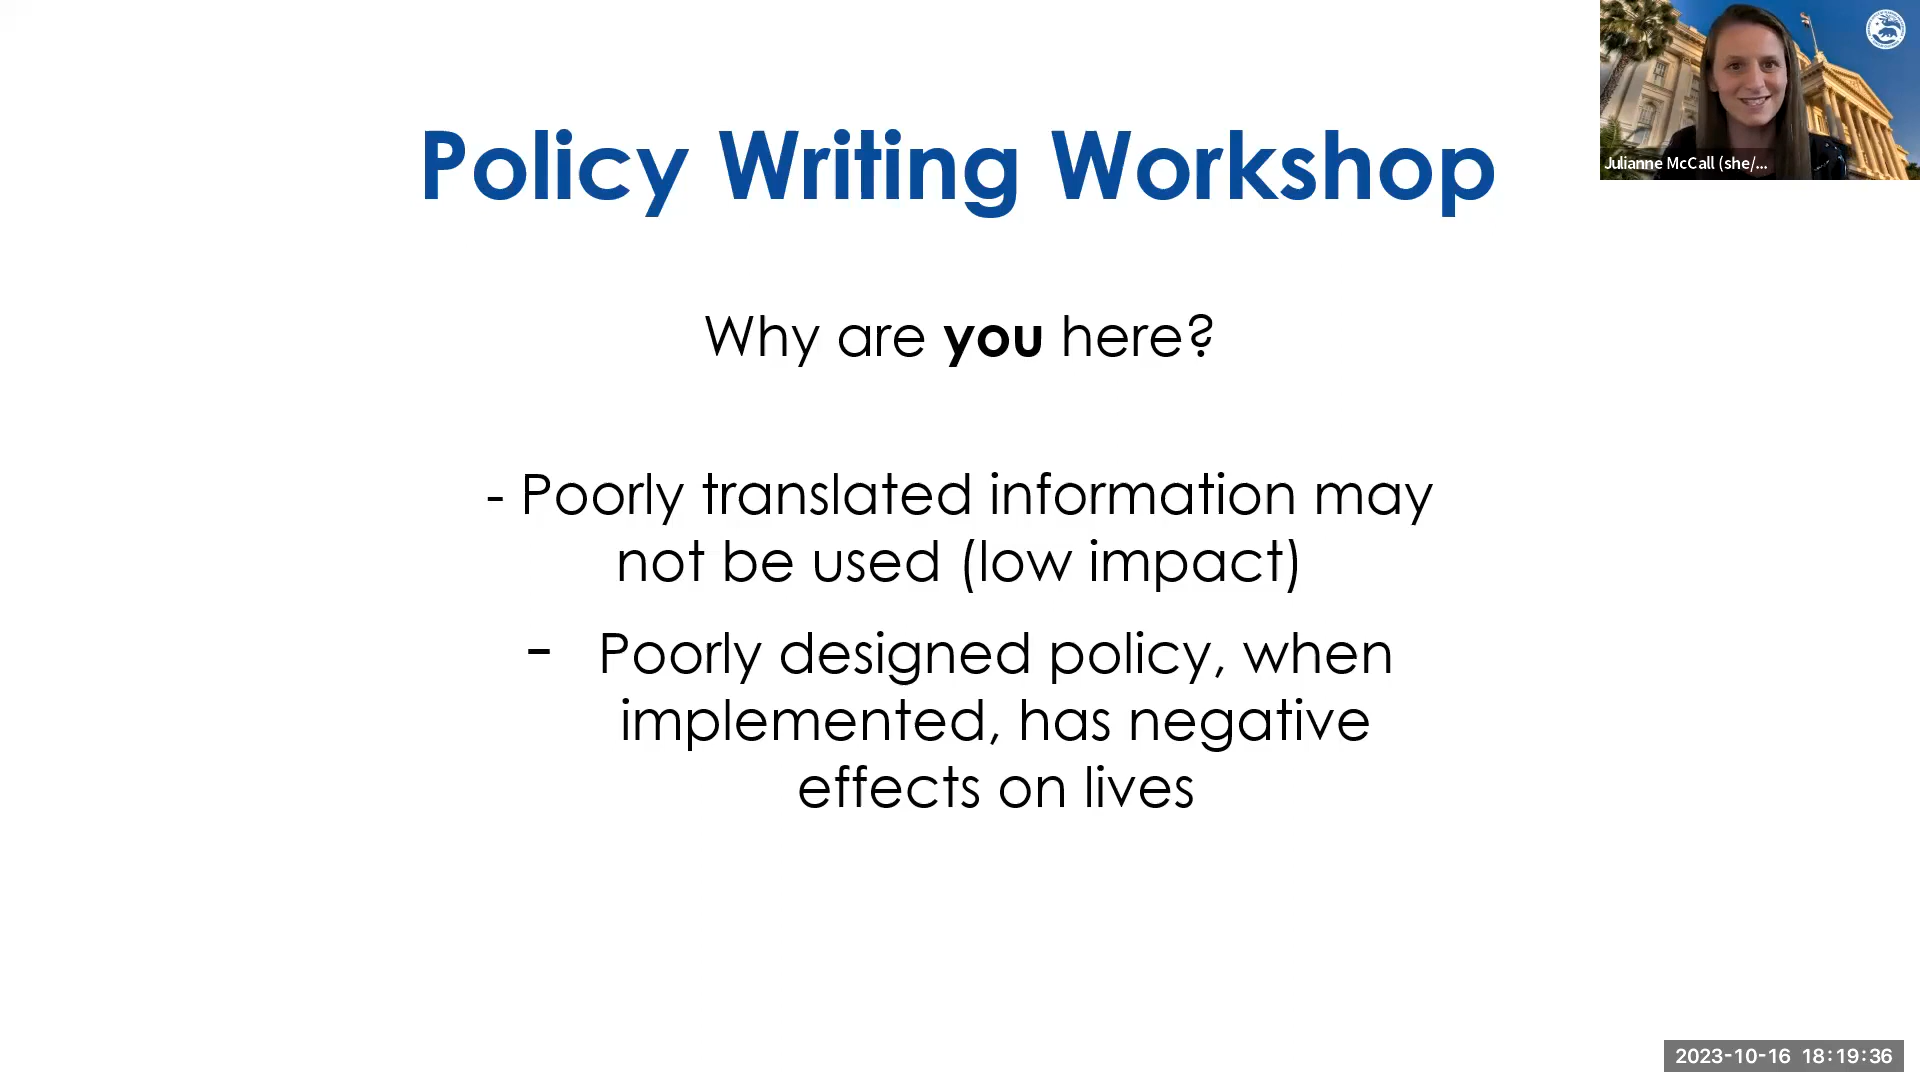 Policy Writing Workshop
Julianne McCall (she/...
Why are you here?
- Poorly translated information may
not be used (low impact)
- Poorly designed policy, when
implemented, has negative
effects on lives
2023-10-16 18:19:36